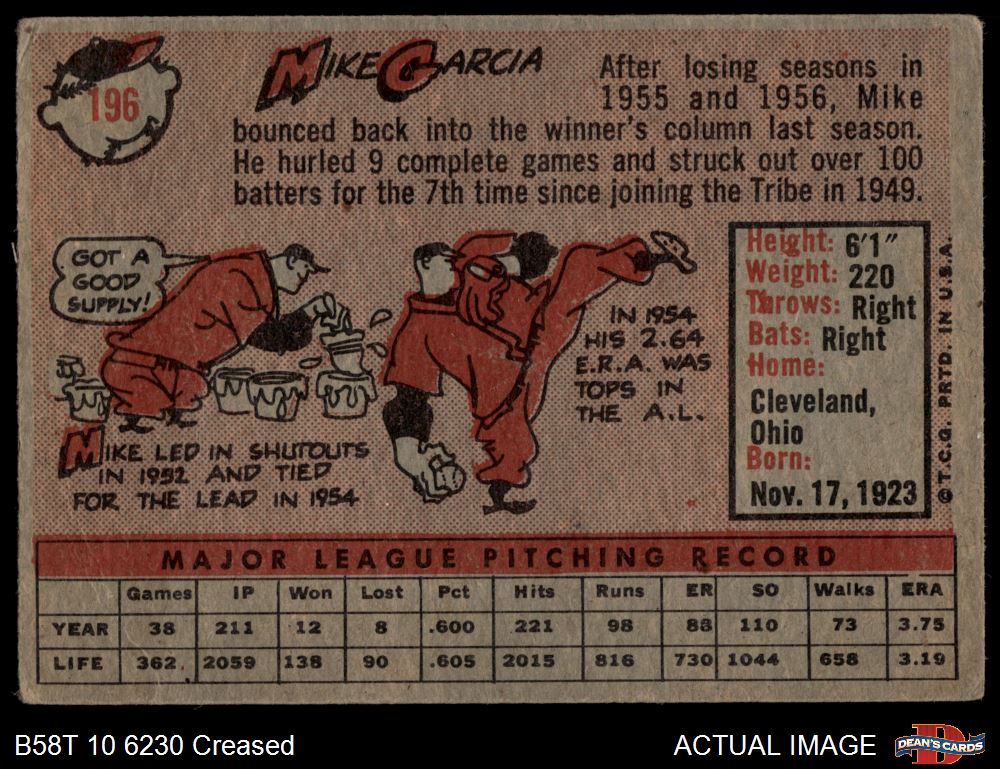 196
MIKE GARCIA
After losing seasons in
1955 and 1956, Mike
bounced back into the winner's column last season.
He hurled 9 complete games and struck out over 100
batters for the 7th time since joining the Tribe in 1949.
GOT A
GOOD
SUPPLY!
MIKE LED IN SHUTOUTS
IN 1952 AND TIED
FOR THE LEAD IN 1954
IN 1954
HIS 2.64
E.R.A. WAS
TOPS IN
THE A.L.
Height: 6'1"
Weight: 220
Throws: Right
Bats: Right
Home:
Cleveland,
Ohio
Born:
Nov. 17, 1923
© T.C.G. PRTD. IN U.S.A.
MAJOR LEAGUE PITCHING RECORD
Games IP Won Lost Pct Hits Runs ER SO Walks ERA
YEAR 38 211 12 8 .600 221 98 88 110 73 3.75
LIFE 362 2059 138 90 .605 2015 816 730 1044 658 3.19
B58T 10 6230 Creased
ACTUAL IMAGE
DEAN'S CARDS